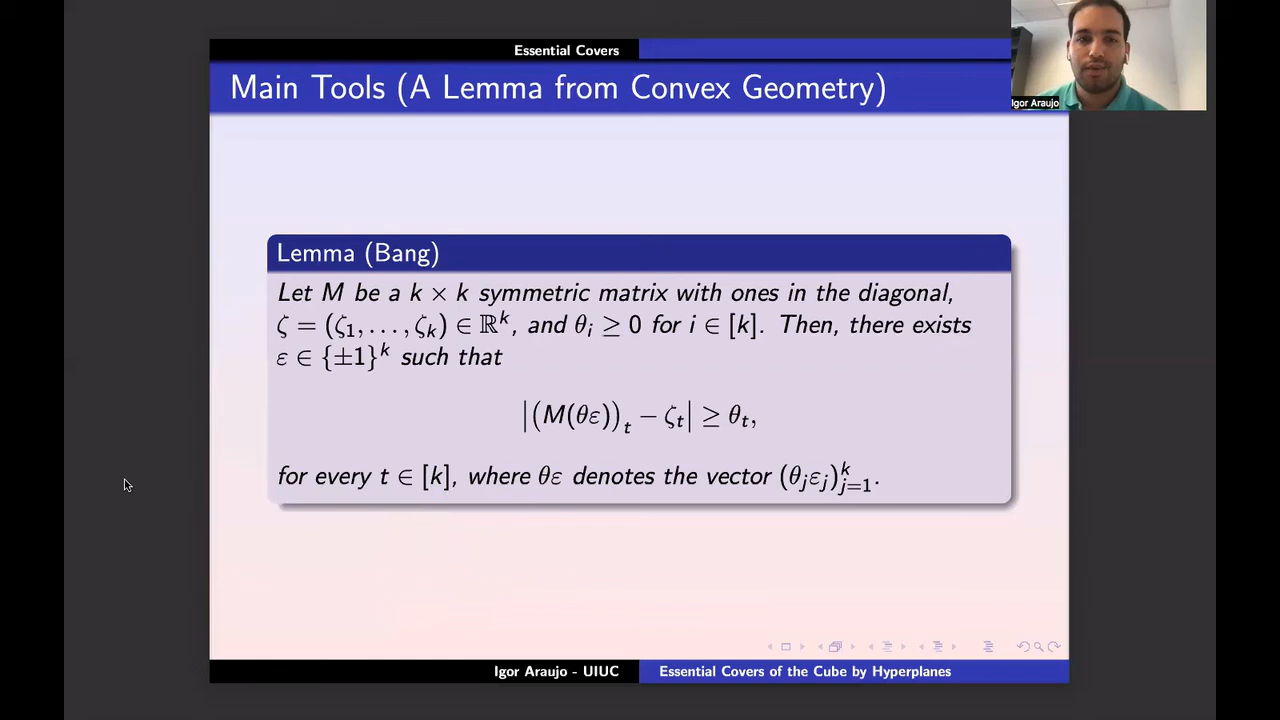 Essential Covers
Main Tools (A Lemma from Convex Geometry)
Igor Araujo
Lemma (Bang)
Let M be a k × k symmetric matrix with ones in the diagonal,
ζ = (ζ₁, . . . , ζₖ) ∈ ℝᵏ, and θᵢ ≥ 0 for i ∈ [k]. Then, there exists
ε ∈ {±1}ᵏ such that
|(M(θε))ₜ − ζₜ| ≥ θₜ,
for every t ∈ [k], where θε denotes the vector (θⱼεⱼ)ᵏⱼ₌₁.
Igor Araujo - UIUC
Essential Covers of the Cube by Hyperplanes